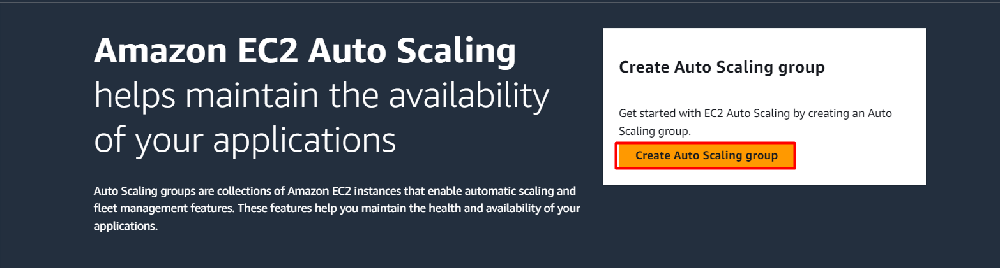 Amazon EC2 Auto Scaling
helps maintain the availability
of your applications
Auto Scaling groups are collections of Amazon EC2 instances that enable automatic scaling and
fleet management features. These features help you maintain the health and availability of your
applications.
Create Auto Scaling group
Get started with EC2 Auto Scaling by creating an Auto
Scaling group.
Create Auto Scaling group